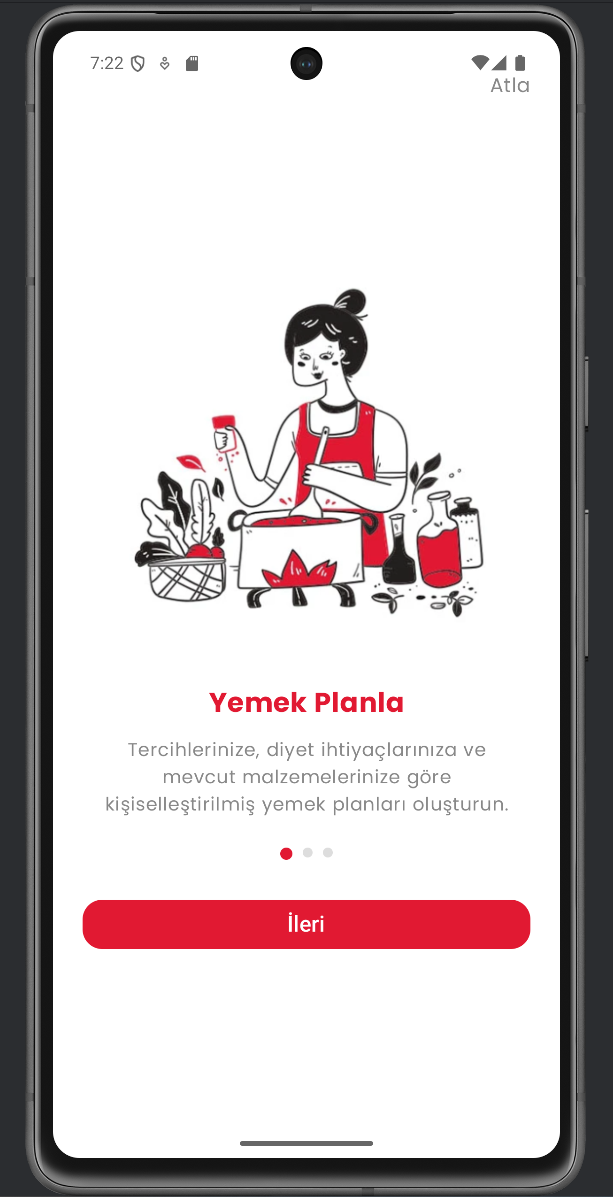 7:22
Atla
Yemek Planla
Tercihlerinize, diyet ihtiyaçlarınıza ve
mevcut malzemelerinize göre
kişiselleştirilmiş yemek planları oluşturun.
İleri